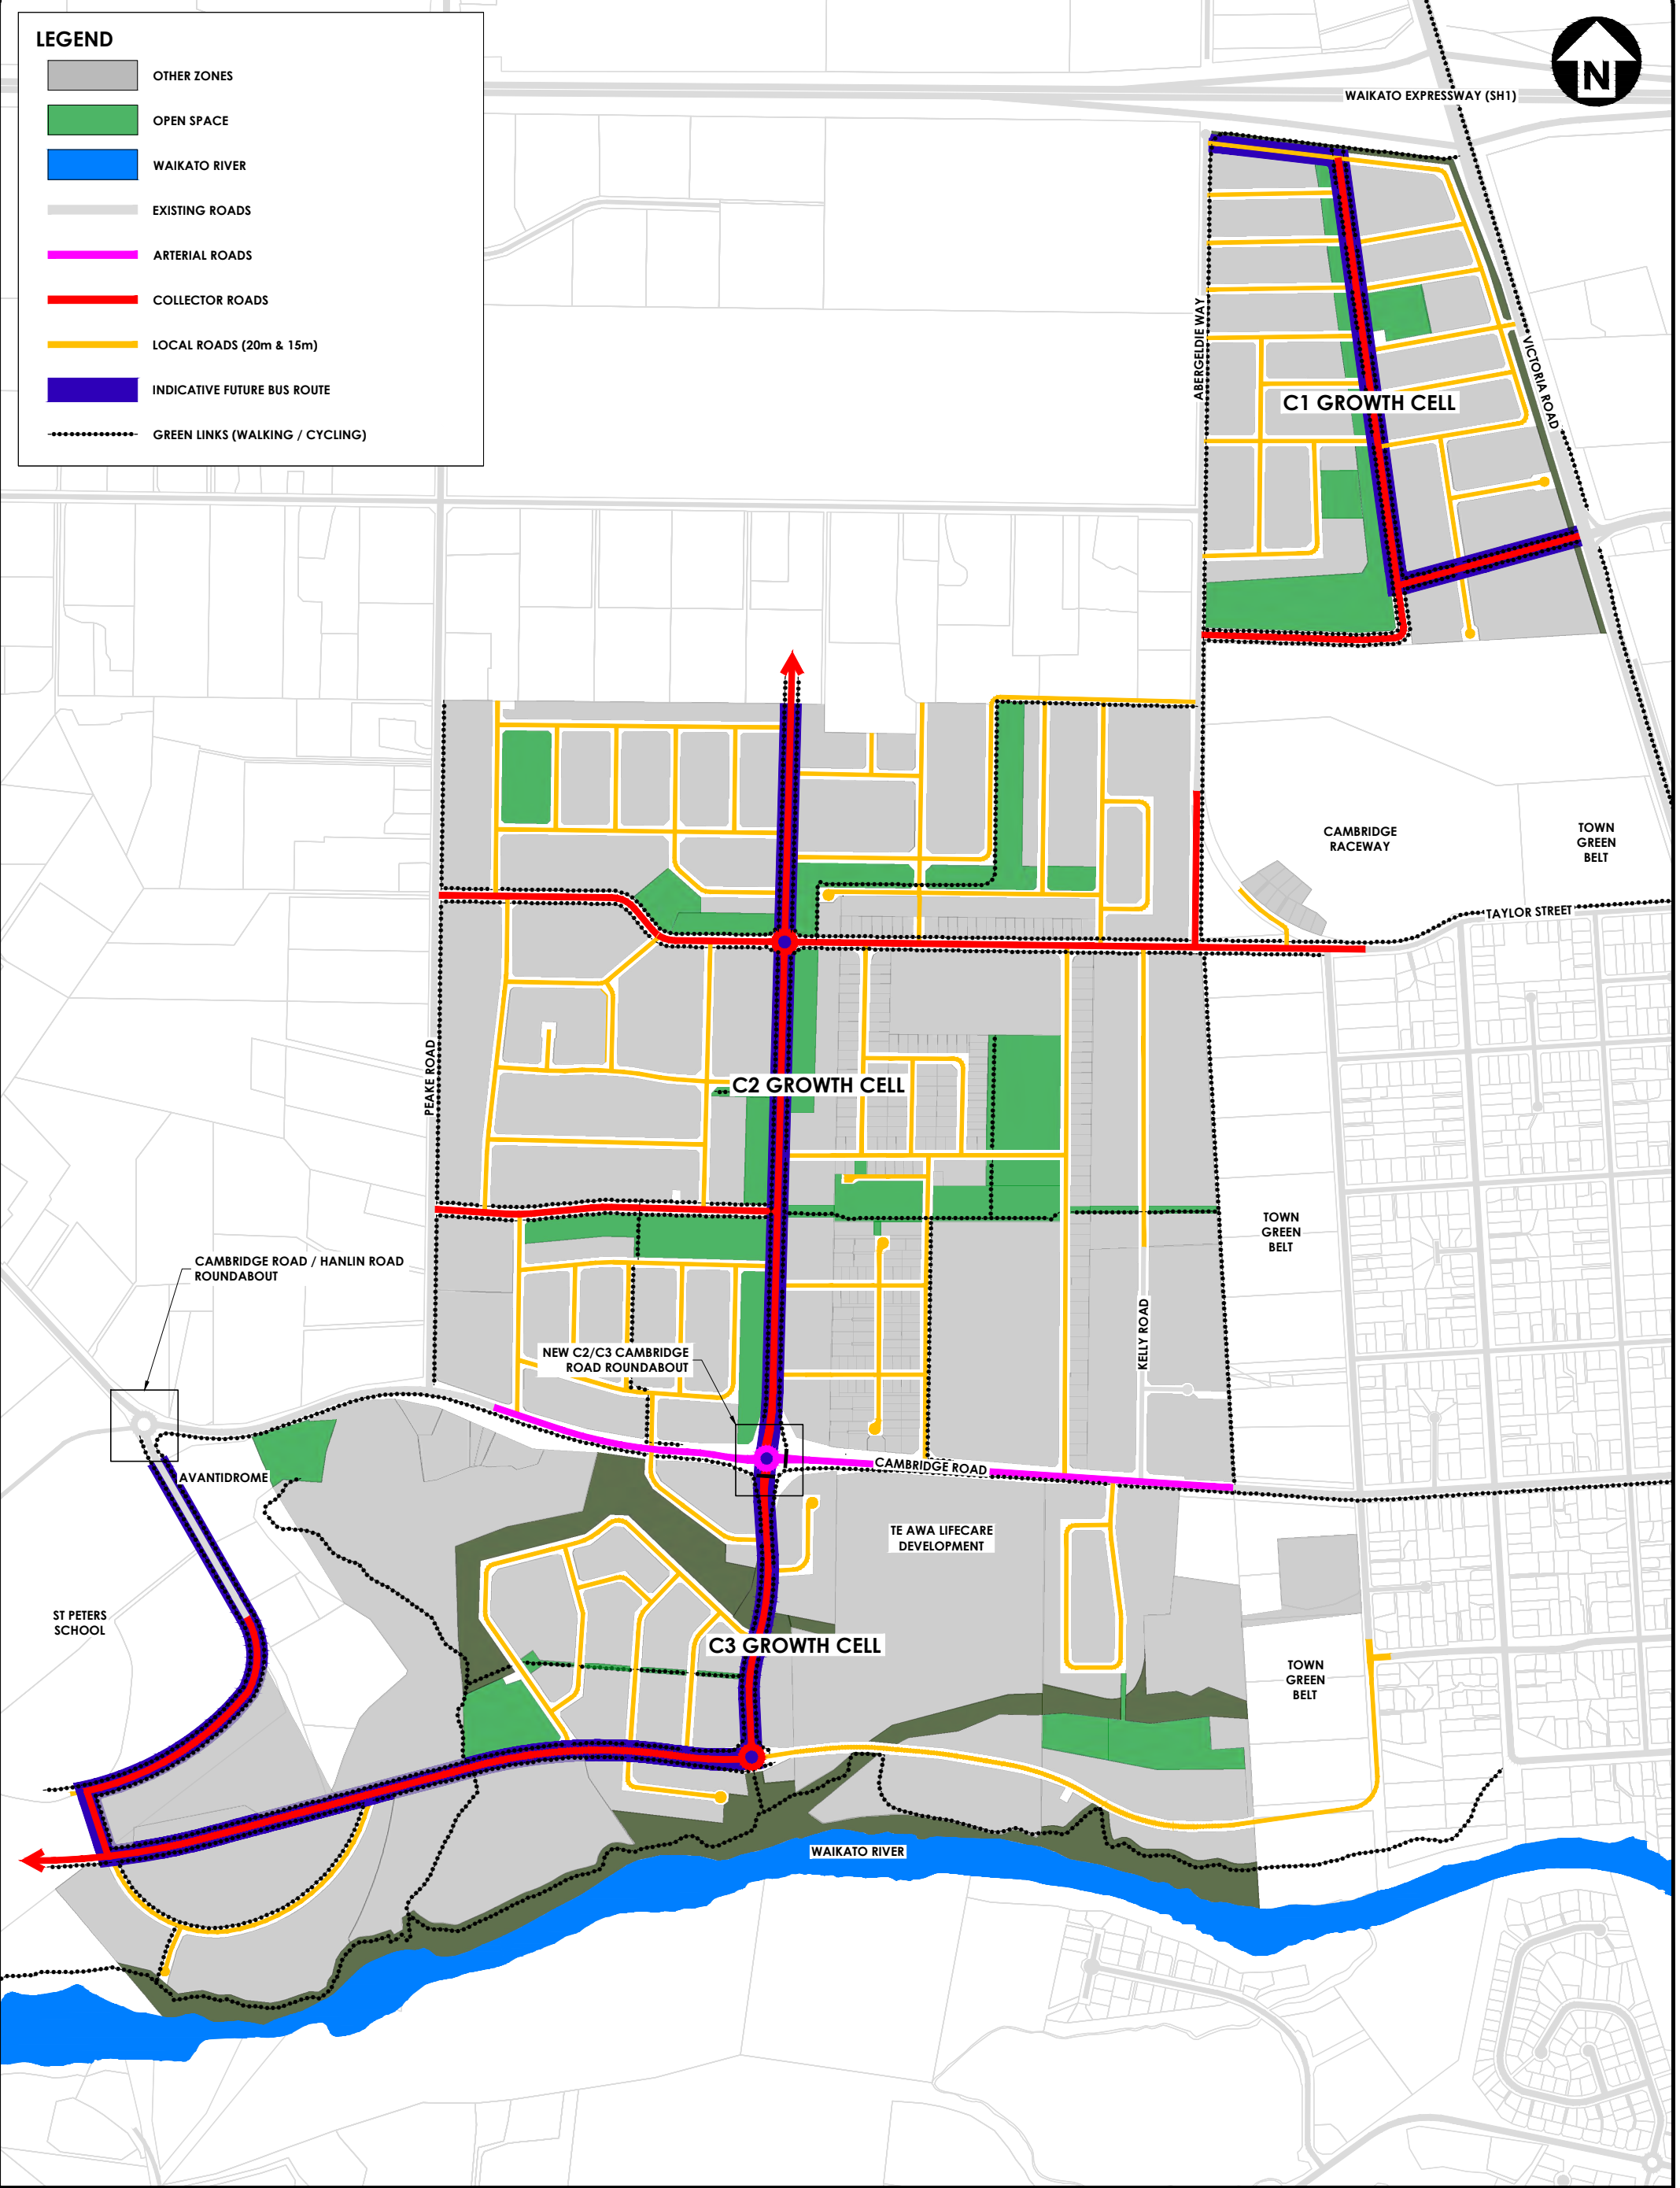 LEGEND
OTHER ZONES
OPEN SPACE
WAIKATO RIVER
EXISTING ROADS
ARTERIAL ROADS
COLLECTOR ROADS
LOCAL ROADS (20m & 15m)
INDICATIVE FUTURE BUS ROUTE
GREEN LINKS (WALKING / CYCLING)
N
WAIKATO EXPRESSWAY (SH1)
ABERGELDIE WAY
VICTORIA ROAD
C1 GROWTH CELL
CAMBRIDGE
RACEWAY
TOWN
GREEN
BELT
TAYLOR STREET
PEAKE ROAD
C2 GROWTH CELL
TOWN
GREEN
BELT
CAMBRIDGE ROAD / HANLIN ROAD
ROUNDABOUT
KELLY ROAD
NEW C2/C3 CAMBRIDGE
ROAD ROUNDABOUT
CAMBRIDGE ROAD
AVANTIDROME
TE AWA LIFECARE
DEVELOPMENT
ST PETERS
SCHOOL
C3 GROWTH CELL
TOWN
GREEN
BELT
WAIKATO RIVER